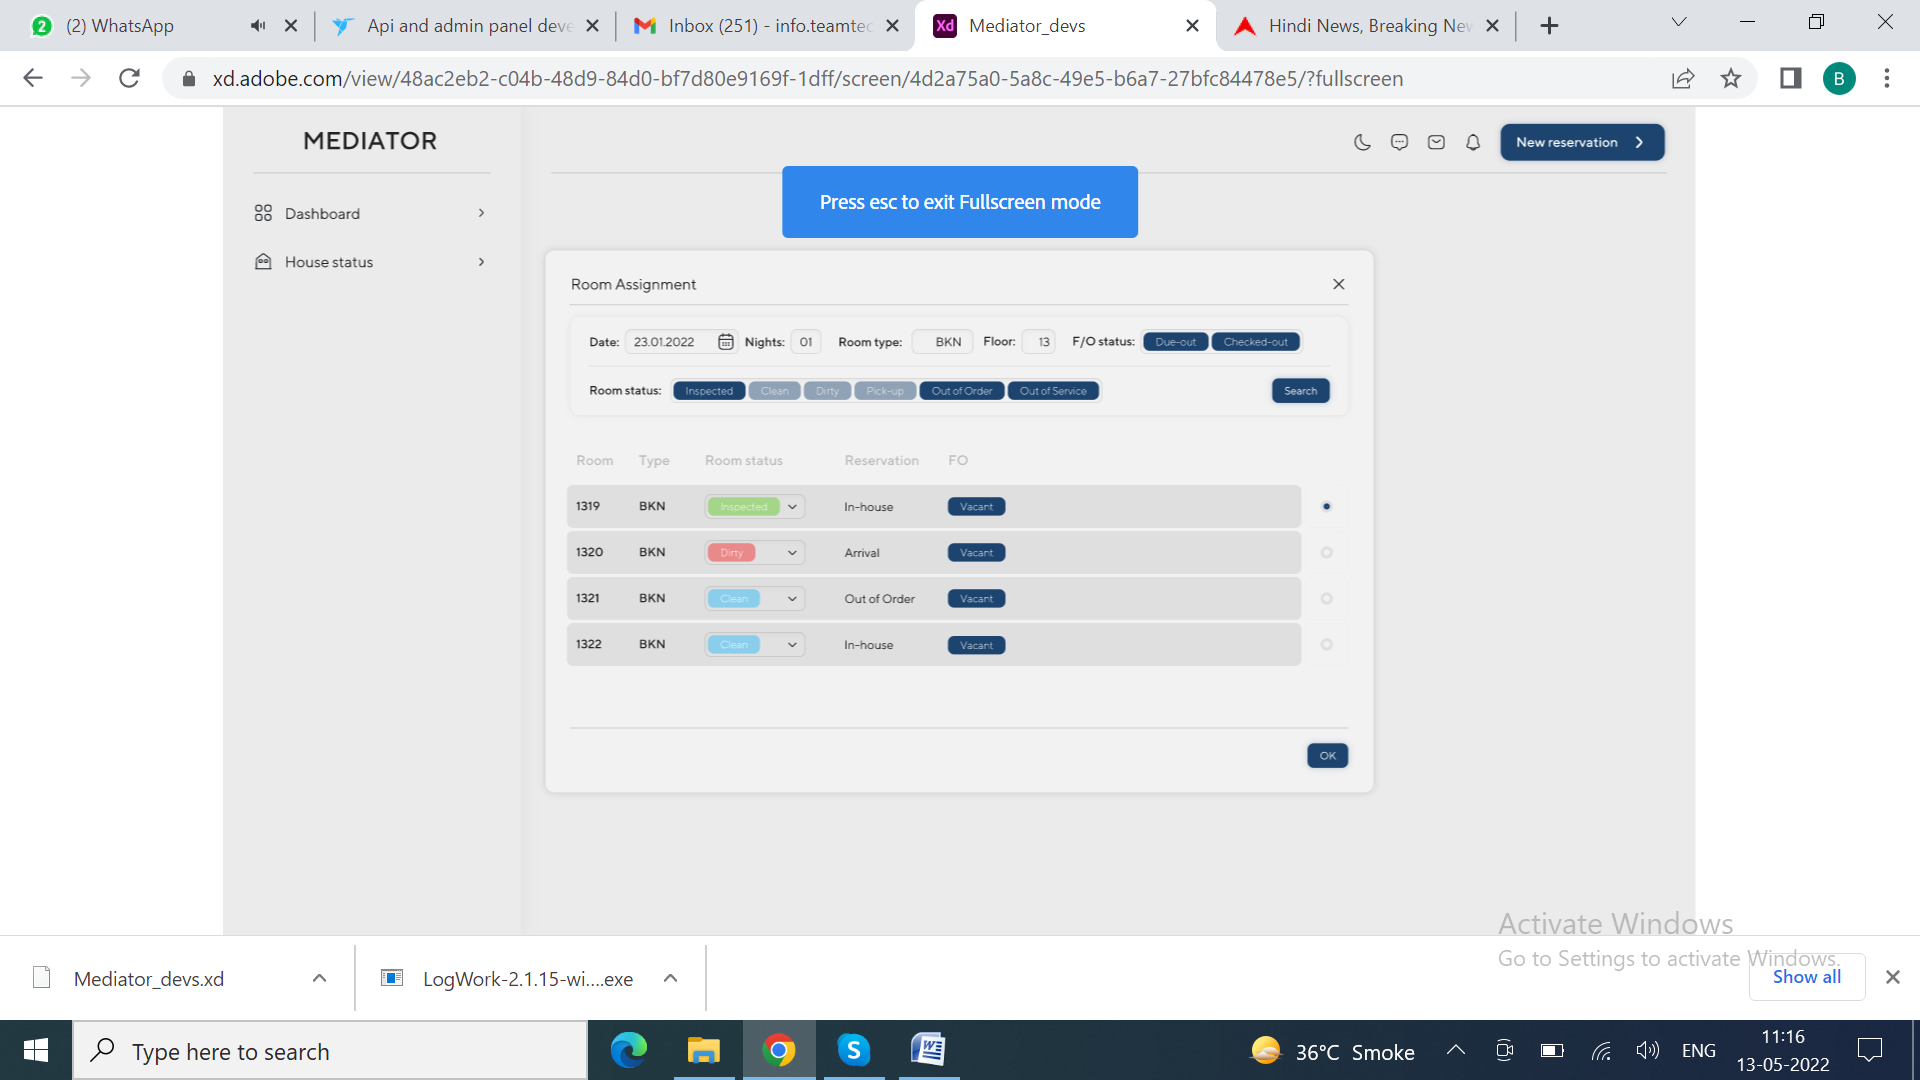 (2) WhatsApp
Api and admin panel deve
Inbox (251) - info.teamtec
Mediator_devs
Hindi News, Breaking New
xd.adobe.com/view/48ac2eb2-c04b-48d9-84d0-bf7d80e9169f-1dff/screen/4d2a75a0-5a8c-49e5-b6a7-27bfc84478e5/?fullscreen
B
MEDIATOR
New reservation
Press esc to exit Fullscreen mode
Dashboard
House status
Room Assignment
Date: 23.01.2022 Nights: 01 Room type: BKN Floor: 13 F/O status: Due-out Checked-out
Room status: Inspected Clean Dirty Pick-up Out of Order Out of Service Search
Room Type Room status Reservation FO
1319 BKN Inspected In-house Vacant
1320 BKN Dirty Arrival Vacant
1321 BKN Clean Out of Order Vacant
1322 BKN Clean In-house Vacant
OK
Activate Windows
Go to Settings to activate Windows.
Mediator_devs.xd
LogWork-2.1.15-wi....exe
Show all
Type here to search
36°C Smoke
ENG
11:16
13-05-2022